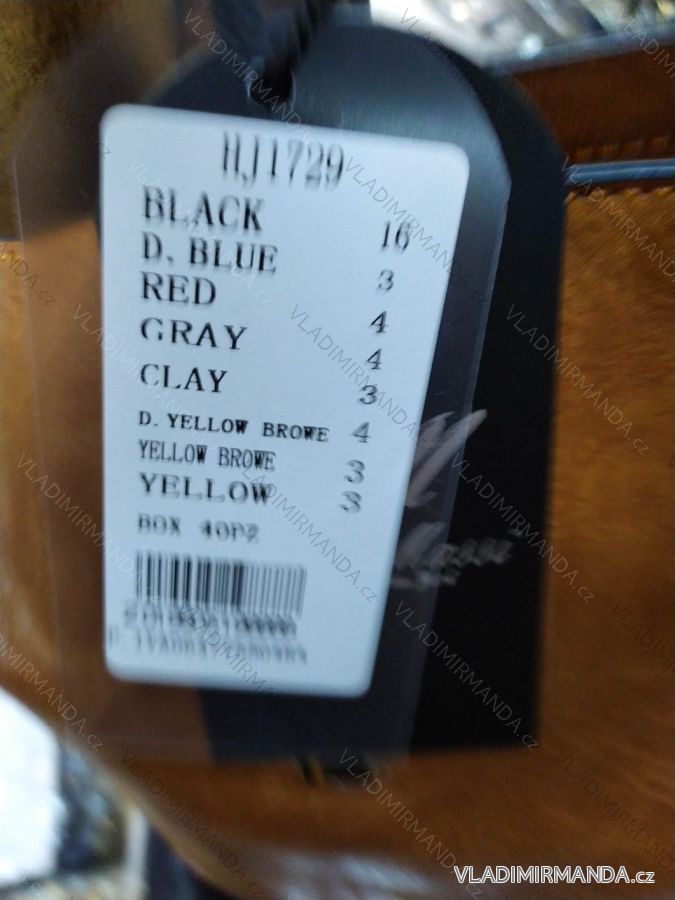 HJ1729
BLACK 16
D. BLUE 3
RED 4
GRAY 4
CLAY 3
D. YELLOW BROWE 4
YELLOW BROWE 3
YELLOW 3
BOX 40PZ
M
VLADIMIRMANDA.cz